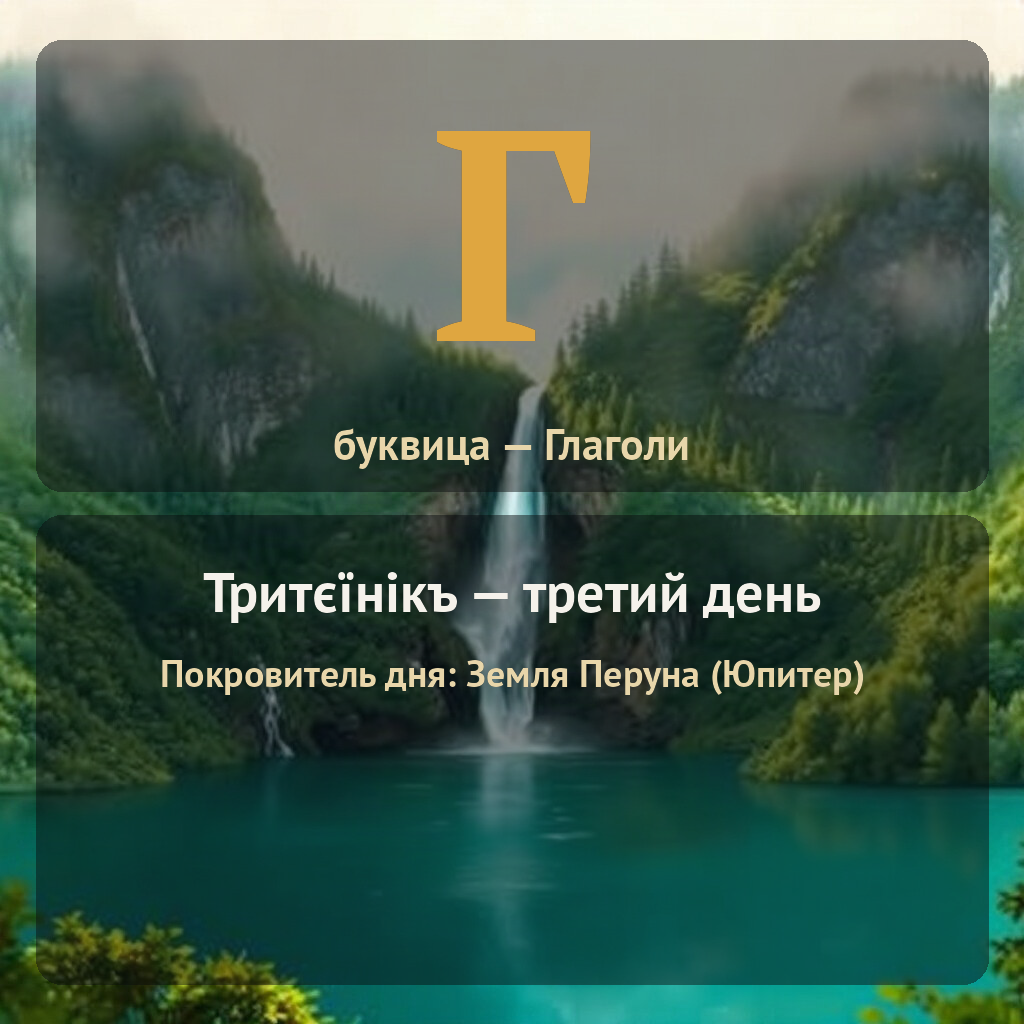 Г
буквица — Глаголи
Тритєїнікъ — третий день
Покровитель дня: Земля Перуна (Юпитер)